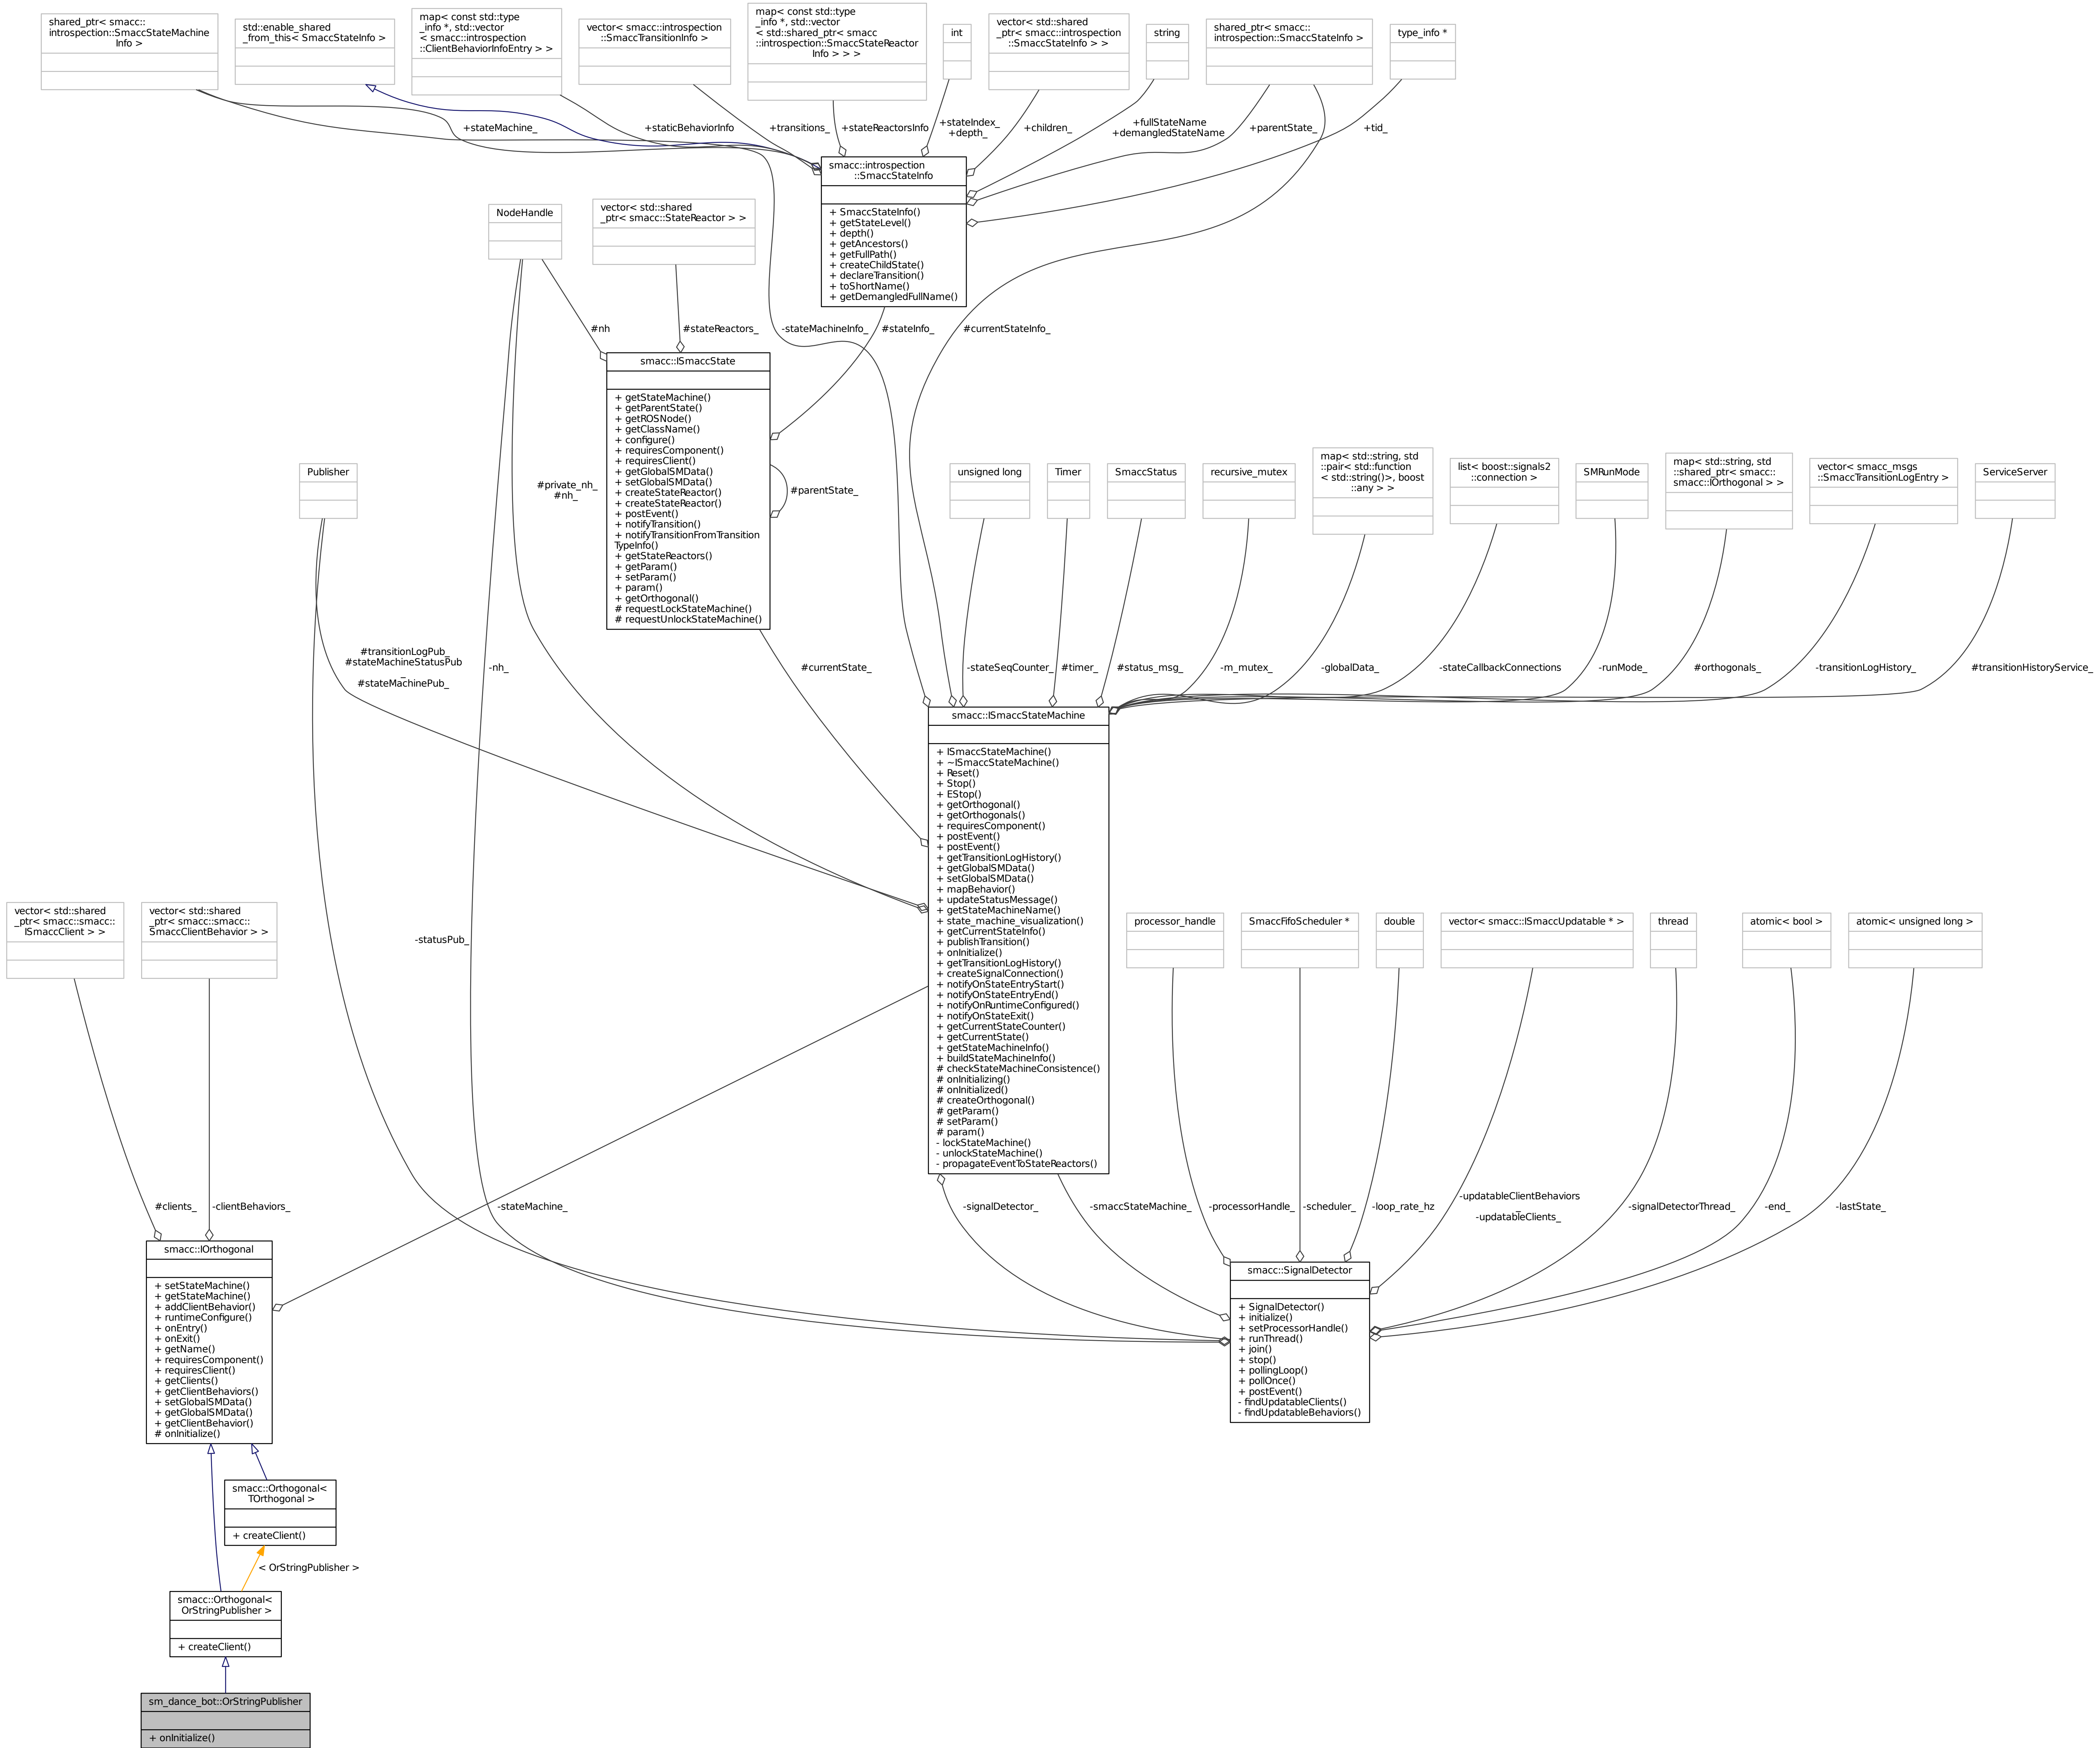 shared_ptr< smacc::
introspection::SmaccStateMachine
Info >
std::enable_shared
_from_this< SmaccStateInfo >
map< const std::type
_info *, std::vector
< smacc::introspection
::ClientBehaviorInfoEntry > >
vector< smacc::introspection
::SmaccTransitionInfo >
map< const std::type
_info *, std::vector
< std::shared_ptr< smacc
::introspection::SmaccStateReactor
Info > > >
int
vector< std::shared
_ptr< smacc::introspection
::SmaccStateInfo > >
string
shared_ptr< smacc::
introspection::SmaccStateInfo >
type_info *
+stateMachine_
+staticBehaviorInfo
+transitions_
+stateReactorsInfo
+stateIndex_
+depth_
+children_
+fullStateName
+demangledStateName
+parentState_
+tid_
smacc::introspection
::SmaccStateInfo
+ SmaccStateInfo()
+ getStateLevel()
+ depth()
+ getAncestors()
+ getFullPath()
+ createChildState()
+ declareTransition()
+ toShortName()
+ getDemangledFullName()
NodeHandle
vector< std::shared
_ptr< smacc::StateReactor > >
#nh
#stateReactors_
-stateMachineInfo_
#stateInfo_
#currentStateInfo_
smacc::ISmaccState
+ getStateMachine()
+ getParentState()
+ getROSNode()
+ getClassName()
+ configure()
+ requiresComponent()
+ requiresClient()
+ getGlobalSMData()
+ setGlobalSMData()
+ createStateReactor()
+ createStateReactor()
+ postEvent()
+ notifyTransition()
+ notifyTransitionFromTransition
TypeInfo()
+ getStateReactors()
+ getParam()
+ setParam()
+ param()
+ getOrthogonal()
# requestLockStateMachine()
# requestUnlockStateMachine()
#parentState_
Publisher
#private_nh_
#nh_
unsigned long
Timer
SmaccStatus
recursive_mutex
map< std::string, std
::pair< std::function
< std::string()>, boost
::any > >
list< boost::signals2
::connection >
SMRunMode
map< std::string, std
::shared_ptr< smacc::
smacc::IOrthogonal > >
vector< smacc_msgs
::SmaccTransitionLogEntry >
ServiceServer
#transitionLogPub_
#stateMachineStatusPub
_
#stateMachinePub_
-nh_
#currentState_
-stateSeqCounter_
#timer_
#status_msg_
-m_mutex_
-globalData_
-stateCallbackConnections
-runMode_
#orthogonals_
-transitionLogHistory_
#transitionHistoryService_
smacc::ISmaccStateMachine
+ ISmaccStateMachine()
+ ~ISmaccStateMachine()
+ Reset()
+ Stop()
+ EStop()
+ getOrthogonal()
+ getOrthogonals()
+ requiresComponent()
+ postEvent()
+ postEvent()
+ getTransitionLogHistory()
+ getGlobalSMData()
+ setGlobalSMData()
+ mapBehavior()
+ updateStatusMessage()
+ getStateMachineName()
+ state_machine_visualization()
+ getCurrentStateInfo()
+ publishTransition()
+ onInitialize()
+ getTransitionLogHistory()
+ createSignalConnection()
+ notifyOnStateEntryStart()
+ notifyOnStateEntryEnd()
+ notifyOnRuntimeConfigured()
+ notifyOnStateExit()
+ getCurrentStateCounter()
+ getCurrentState()
+ getStateMachineInfo()
+ buildStateMachineInfo()
# checkStateMachineConsistence()
# onInitializing()
# onInitialized()
# createOrthogonal()
# getParam()
# setParam()
# param()
- lockStateMachine()
- unlockStateMachine()
- propagateEventToStateReactors()
vector< std::shared
_ptr< smacc::smacc::
ISmaccClient > >
vector< std::shared
_ptr< smacc::smacc::
SmaccClientBehavior > >
-statusPub_
processor_handle
SmaccFifoScheduler *
double
vector< smacc::ISmaccUpdatable * >
thread
atomic< bool >
atomic< unsigned long >
#clients_
-clientBehaviors_
-stateMachine_
-signalDetector_
-smaccStateMachine_
-processorHandle_
-scheduler_
-loop_rate_hz
-updatableClientBehaviors
_
-updatableClients_
-signalDetectorThread_
-end_
-lastState_
smacc::IOrthogonal
+ setStateMachine()
+ getStateMachine()
+ addClientBehavior()
+ runtimeConfigure()
+ onEntry()
+ onExit()
+ getName()
+ requiresComponent()
+ requiresClient()
+ getClients()
+ getClientBehaviors()
+ setGlobalSMData()
+ getGlobalSMData()
+ getClientBehavior()
# onInitialize()
smacc::SignalDetector
+ SignalDetector()
+ initialize()
+ setProcessorHandle()
+ runThread()
+ join()
+ stop()
+ pollingLoop()
+ pollOnce()
+ postEvent()
- findUpdatableClients()
- findUpdatableBehaviors()
smacc::Orthogonal<
TOrthogonal >
+ createClient()
< OrStringPublisher >
smacc::Orthogonal<
OrStringPublisher >
+ createClient()
sm_dance_bot::OrStringPublisher
+ onInitialize()